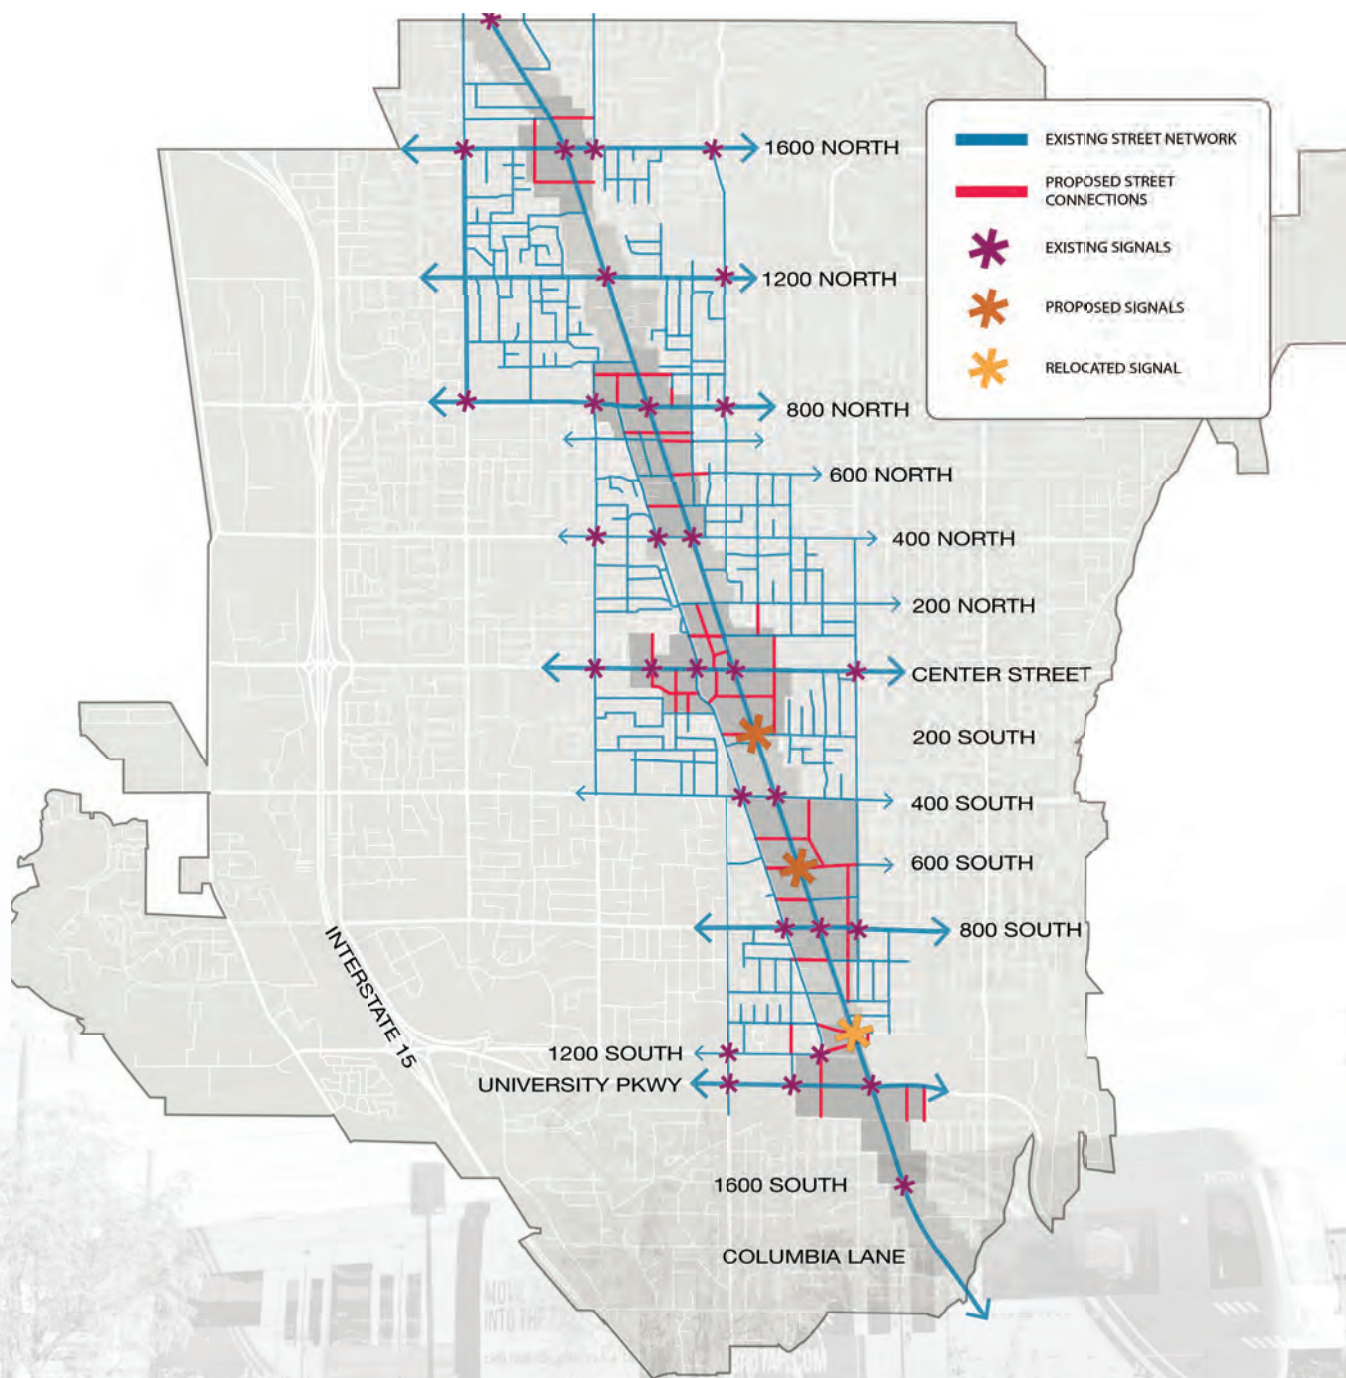 1600 NORTH
EXISTING STREET NETWORK
PROPOSED STREET
CONNECTIONS
EXISTING SIGNALS
PROPOSED SIGNALS
RELOCATED SIGNAL
1200 NORTH
800 NORTH
600 NORTH
400 NORTH
200 NORTH
CENTER STREET
200 SOUTH
400 SOUTH
600 SOUTH
800 SOUTH
INTERSTATE 15
1200 SOUTH
UNIVERSITY PKWY
1600 SOUTH
COLUMBIA LANE
INTO THE